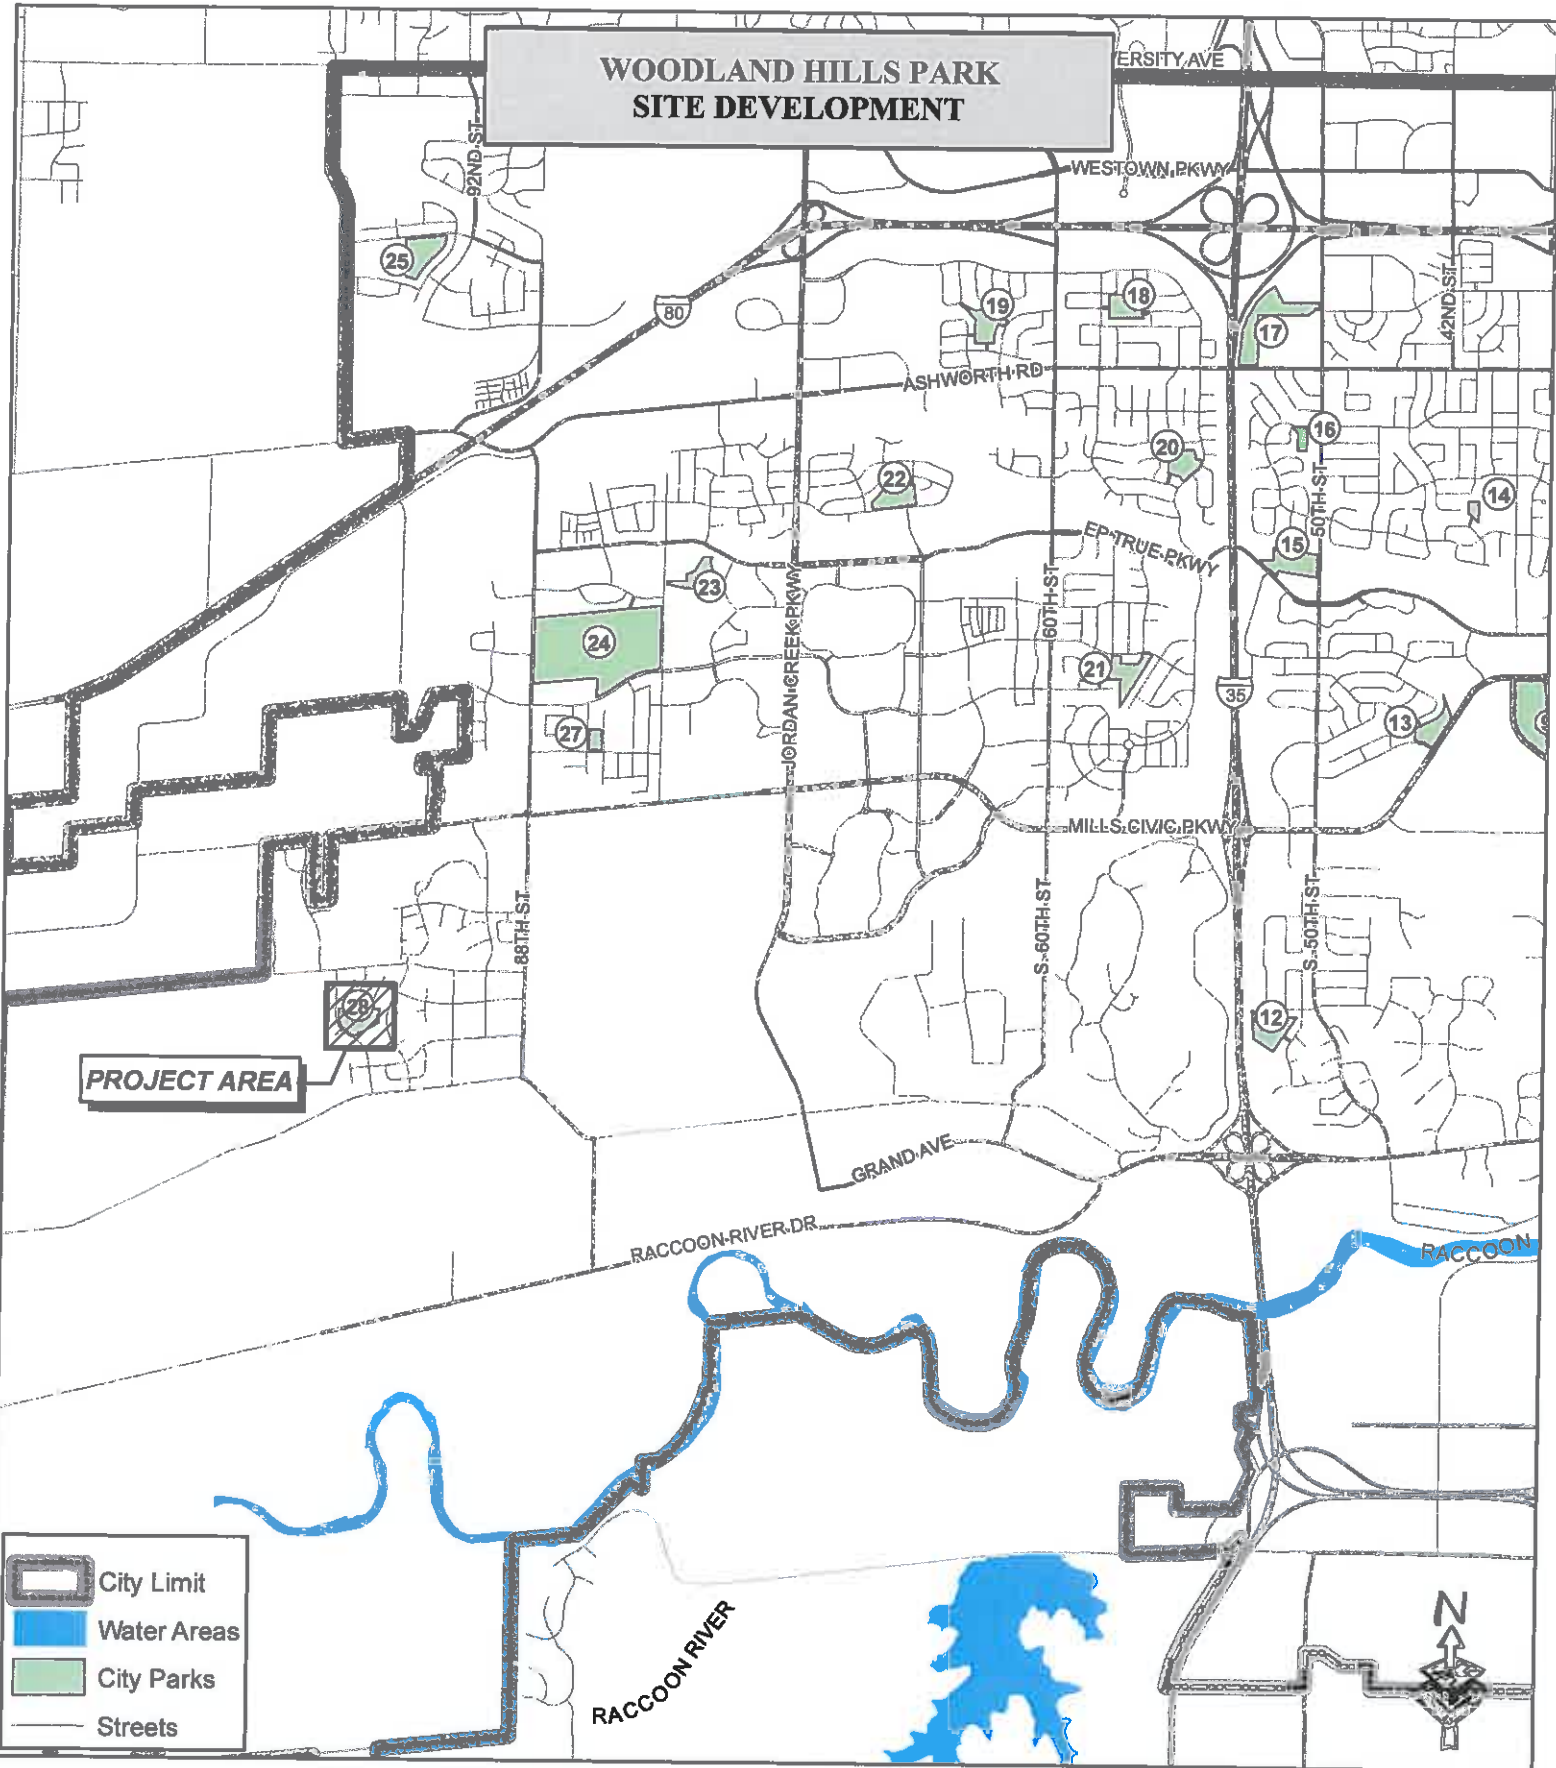 WOODLAND HILLS PARK
SITE DEVELOPMENT
ERSITY AVE
WESTOWN PKWY
92ND ST
25
80
19
18
17
42ND ST
ASHWORTH RD
16
20
22
14
50TH ST
15
EP TRUE PKWY
23
60TH ST
24
JORDAN CREEK PKWY
21
35
13
27
MILLS CIVIC PKWY
88TH ST
S. 60TH ST
S. 50TH ST
12
PROJECT AREA
GRAND AVE
RACCOON RIVER DR
RACCOON
City Limit
Water Areas
City Parks
Streets
RACCOON RIVER
N